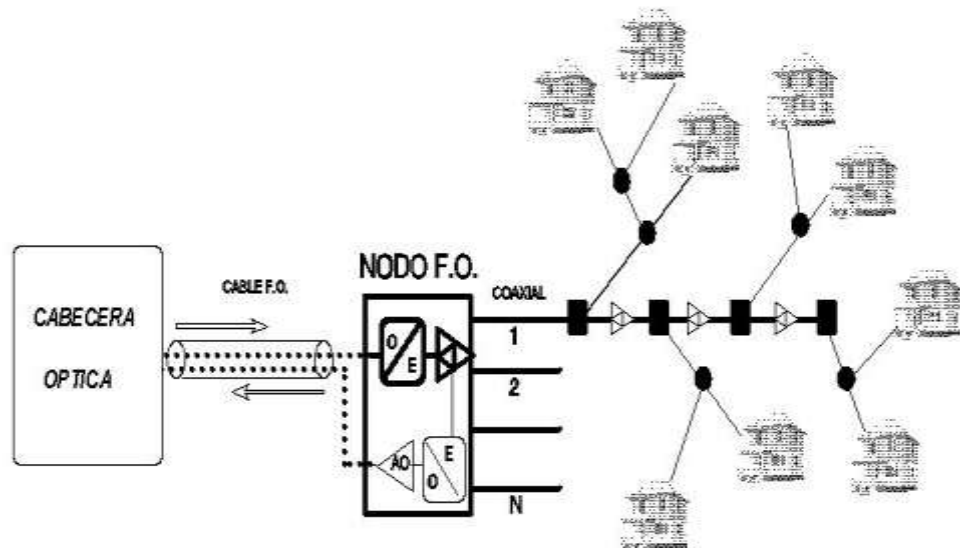 CABECERA
OPTICA
CABLE F.O.
NODO F.O.
COAXIAL
O
E
1
2
AO
E
O
N